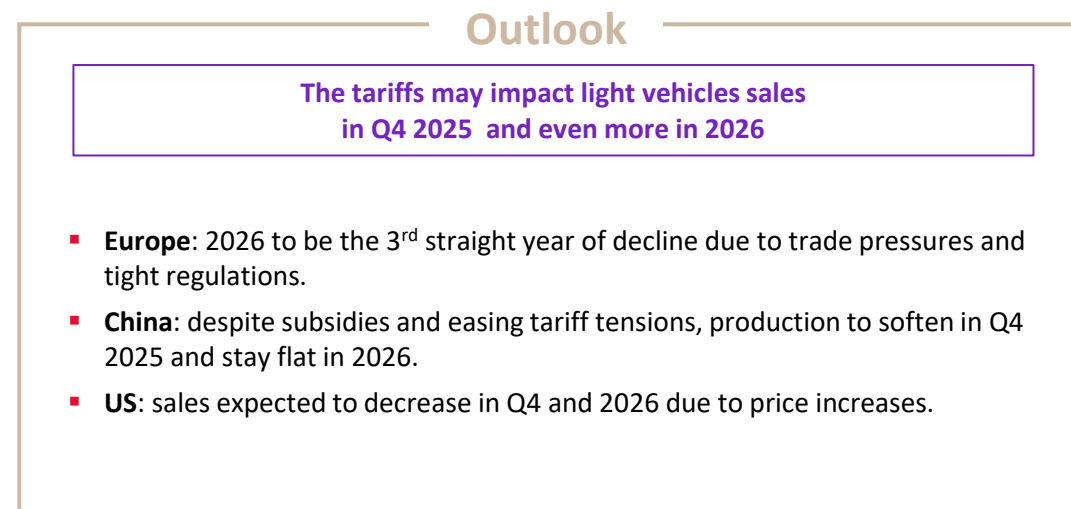 Outlook
The tariffs may impact light vehicles sales
in Q4 2025  and even more in 2026
▪ Europe: 2026 to be the 3rd straight year of decline due to trade pressures and
tight regulations.
▪ China: despite subsidies and easing tariff tensions, production to soften in Q4
2025 and stay flat in 2026.
▪ US: sales expected to decrease in Q4 and 2026 due to price increases.